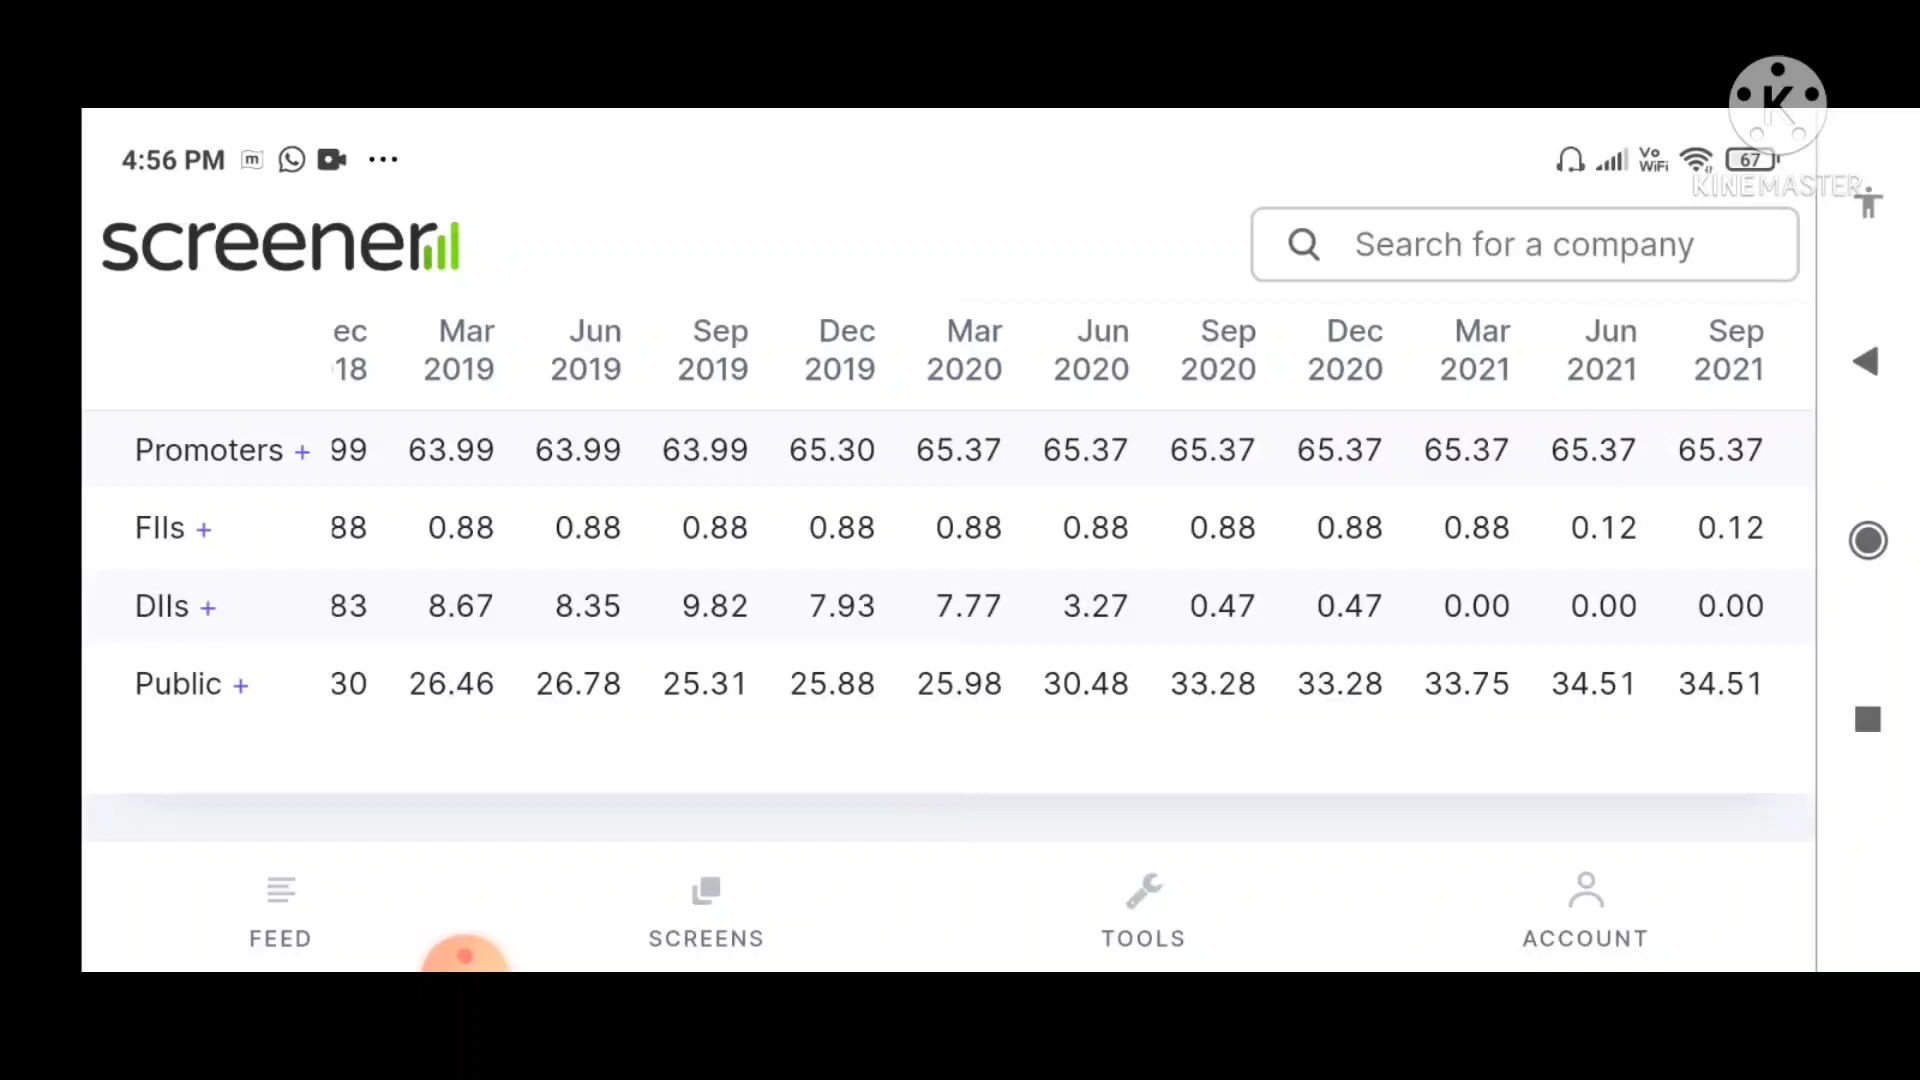 4:56 PM m ...
Vo WiFi 67
KINEMASTER
screener
Search for a company
ec Mar Jun Sep Dec Mar Jun Sep Dec Mar Jun Sep
18 2019 2019 2019 2019 2020 2020 2020 2020 2021 2021 2021
Promoters + 99 63.99 63.99 63.99 65.30 65.37 65.37 65.37 65.37 65.37 65.37 65.37
FIIs + 88 0.88 0.88 0.88 0.88 0.88 0.88 0.88 0.88 0.88 0.12 0.12
DIIs + 83 8.67 8.35 9.82 7.93 7.77 3.27 0.47 0.47 0.00 0.00 0.00
Public + 30 26.46 26.78 25.31 25.88 25.98 30.48 33.28 33.28 33.75 34.51 34.51
FEED SCREENS TOOLS ACCOUNT